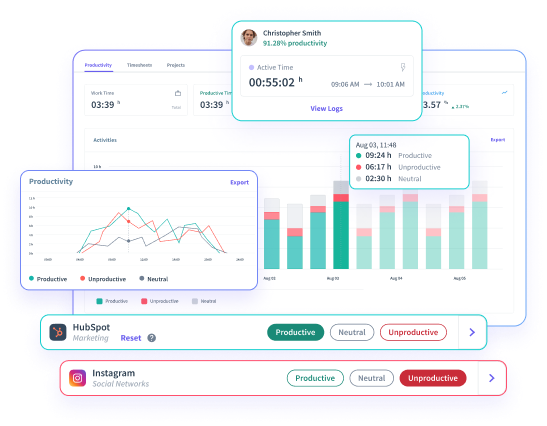 Christopher Smith
91.28% productivity
Active Time
00:55:02 h
09:06 AM → 10:01 AM
View Logs
Productivity Timesheets Projects
Work Time
03:39 h
Productive
03:39 h
3.57 %
2.37%
Activities
Export
Aug 03, 11:48
09:24 h Productive
06:17 h Unproductive
02:30 h Neutral
Productivity
Export
Productive Unproductive Neutral
Aug 02 Aug 03 Aug 04 Aug 05
Productive Unproductive Neutral
HubSpot
Marketing Reset ?
Productive Neutral Unproductive
Instagram
Social Networks
Productive Neutral Unproductive